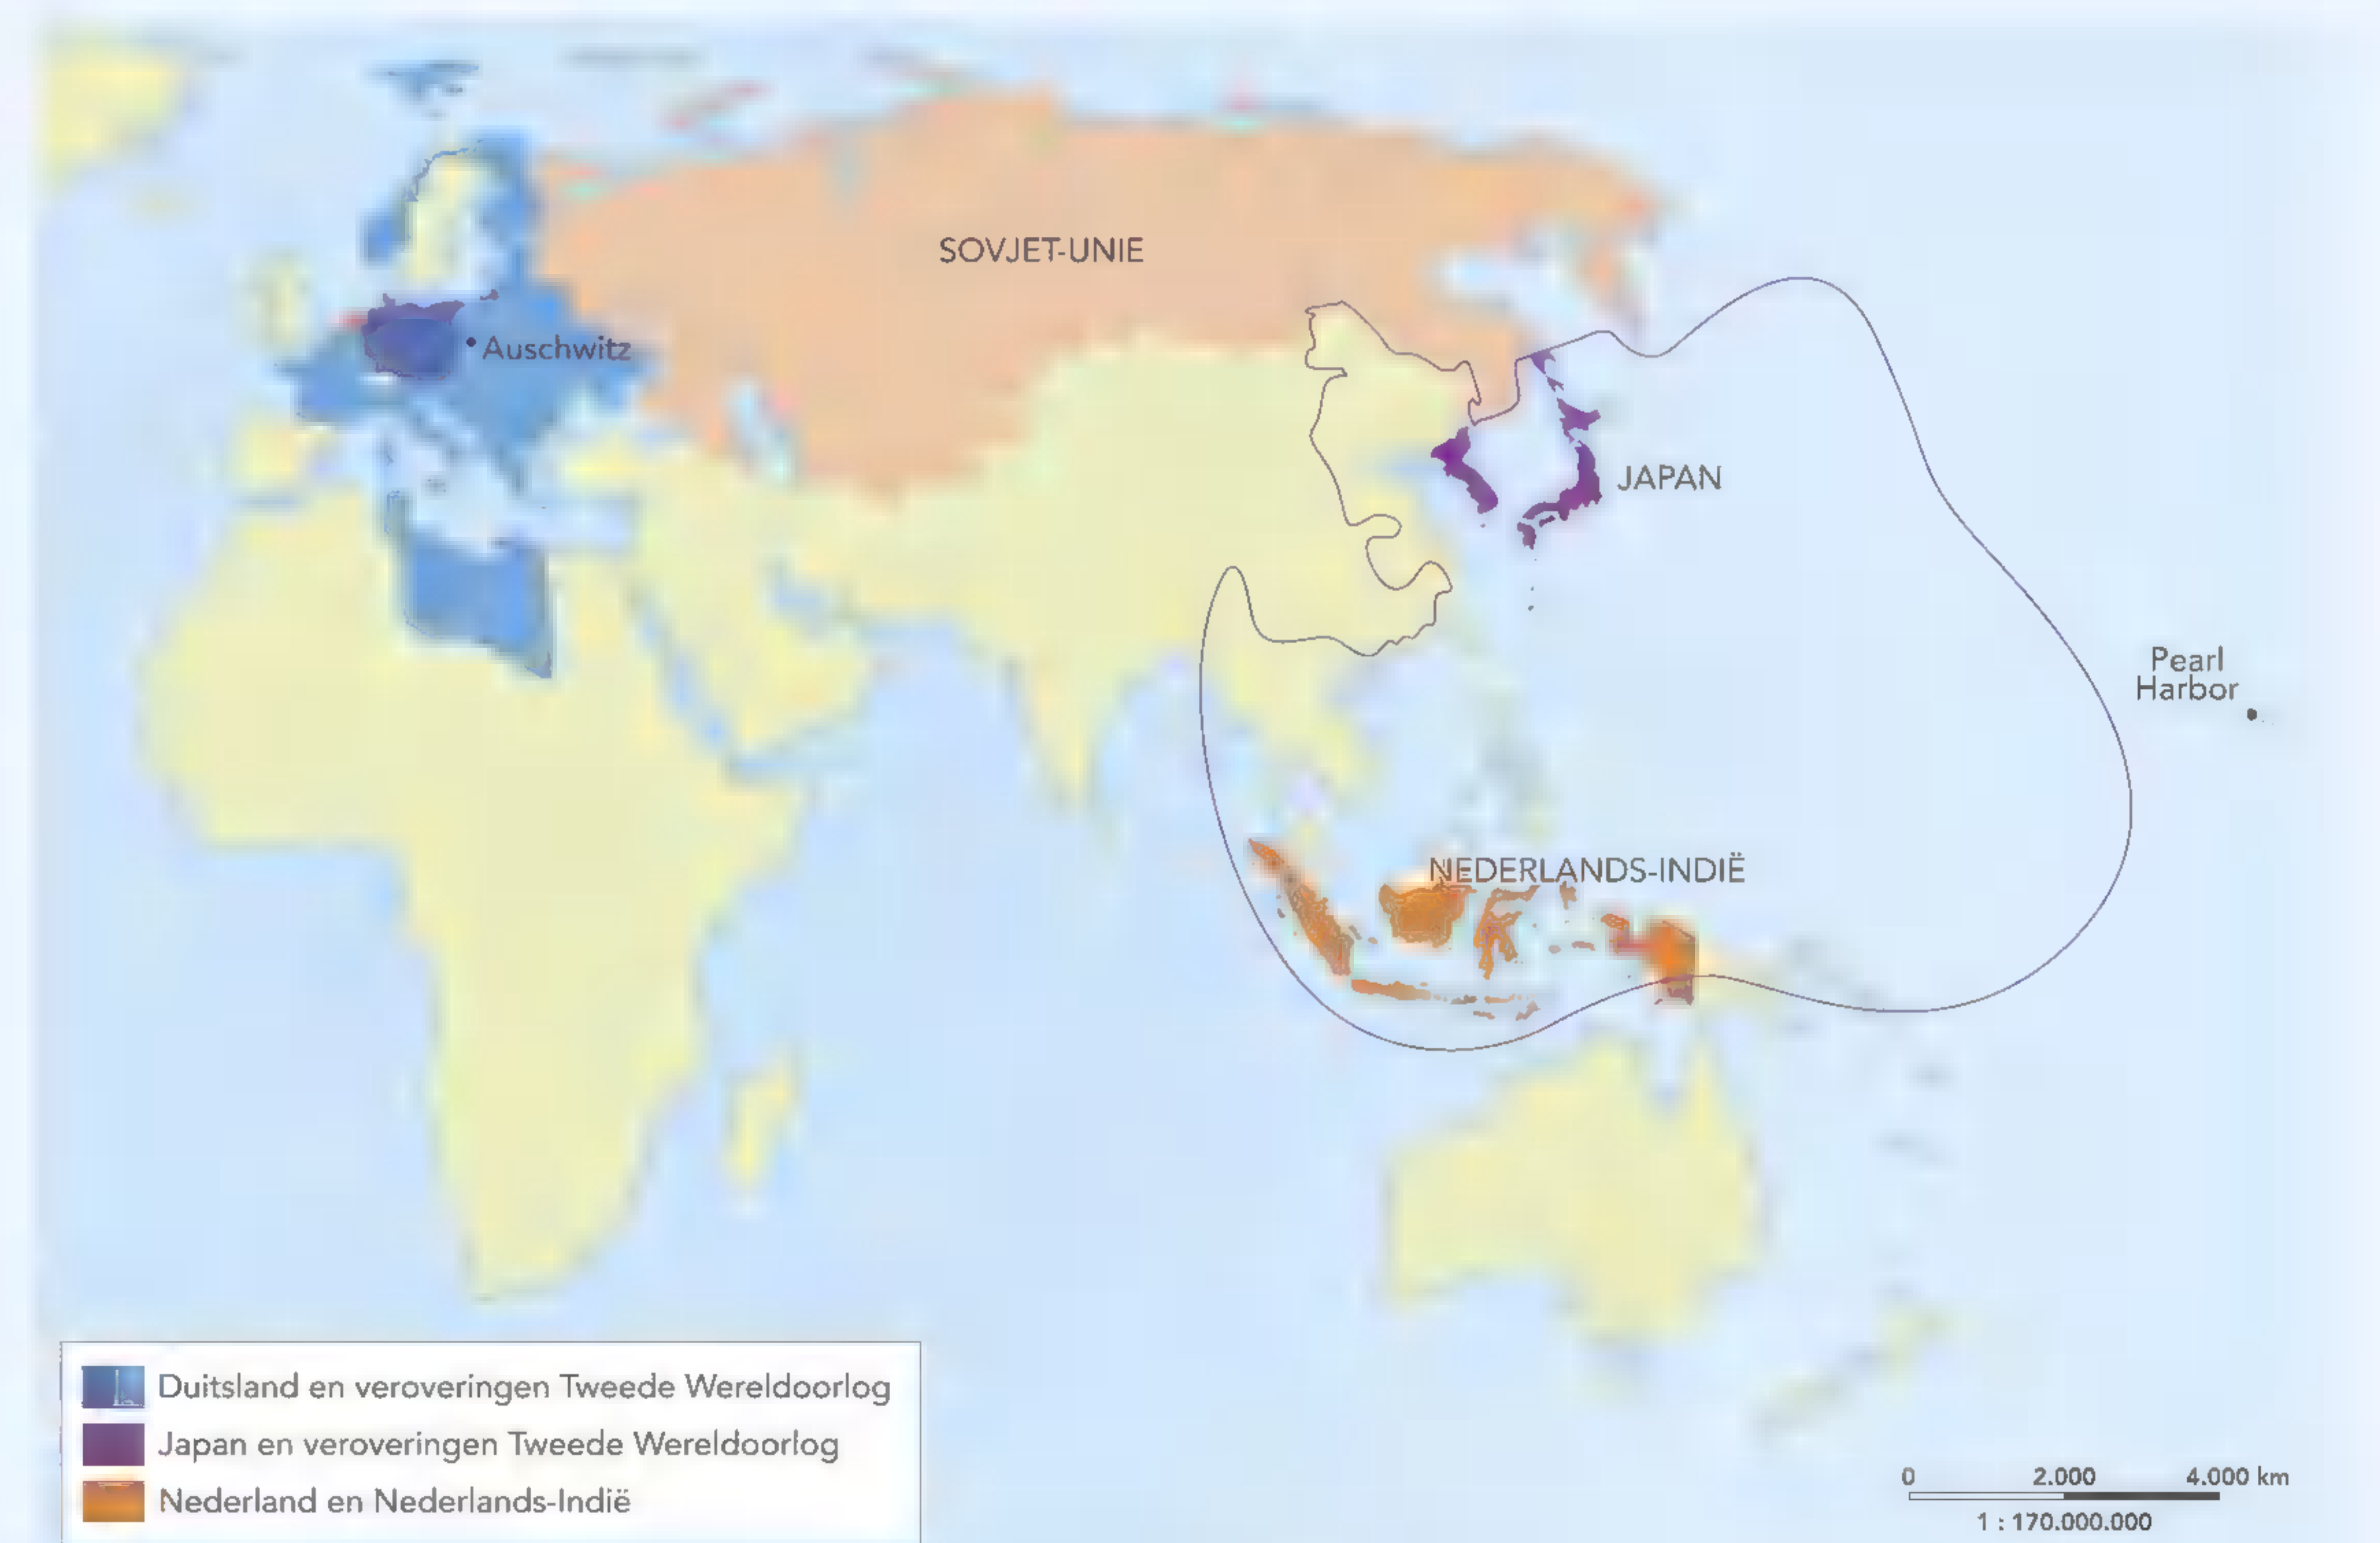 SOVJET-UNIE
Auschwitz
JAPAN
Pearl
Harbor
NEDERLANDS-INDIË
Duitsland en veroveringen Tweede Wereldoorlog
Japan en veroveringen Tweede Wereldoorlog
Nederland en Nederlands-Indië
0 2.000 4.000 km
1 : 170.000.000